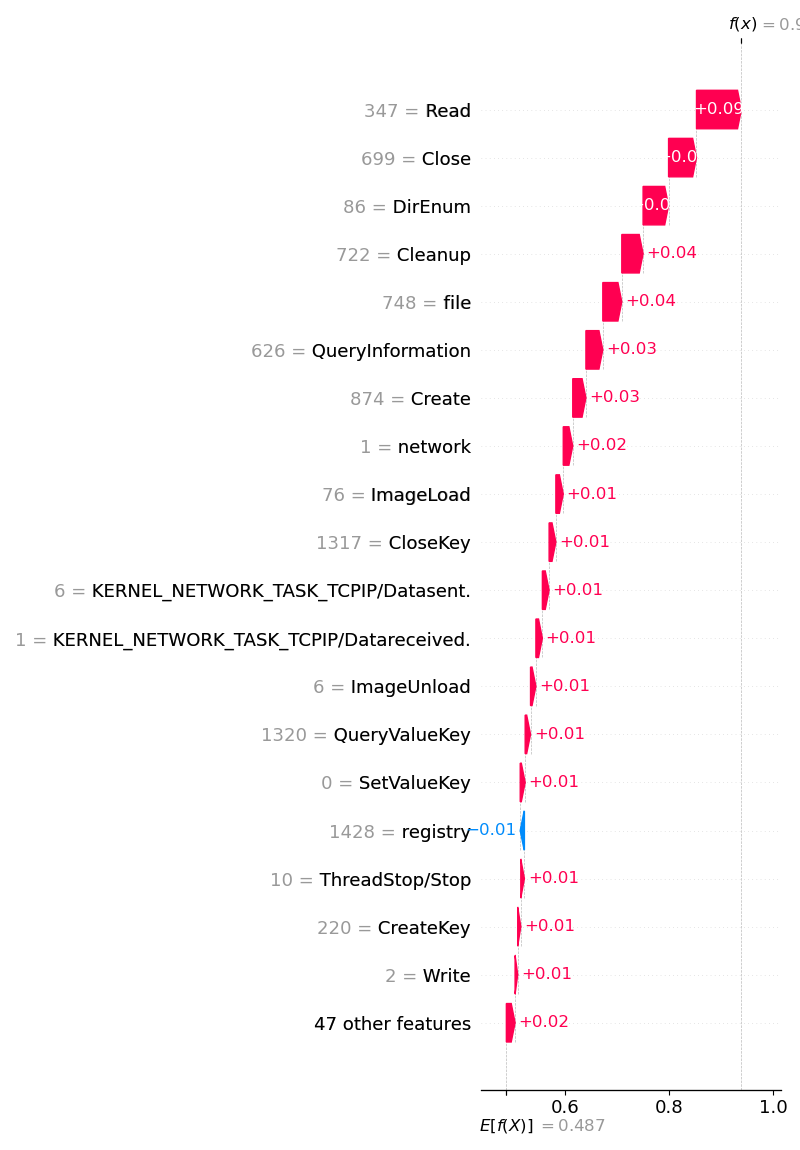 f(x) = 0.9
347 = Read +0.09
699 = Close +0.0
86 = DirEnum +0.0
722 = Cleanup +0.04
748 = file +0.04
626 = QueryInformation +0.03
874 = Create +0.03
1 = network +0.02
76 = ImageLoad +0.01
1317 = CloseKey +0.01
6 = KERNEL_NETWORK_TASK_TCPIP/Datasent. +0.01
1 = KERNEL_NETWORK_TASK_TCPIP/Datareceived. +0.01
6 = ImageUnload +0.01
1320 = QueryValueKey +0.01
0 = SetValueKey +0.01
1428 = registry −0.01
10 = ThreadStop/Stop +0.01
220 = CreateKey +0.01
2 = Write +0.01
47 other features +0.02
0.6 0.8 1.0
E[f(X)] = 0.487